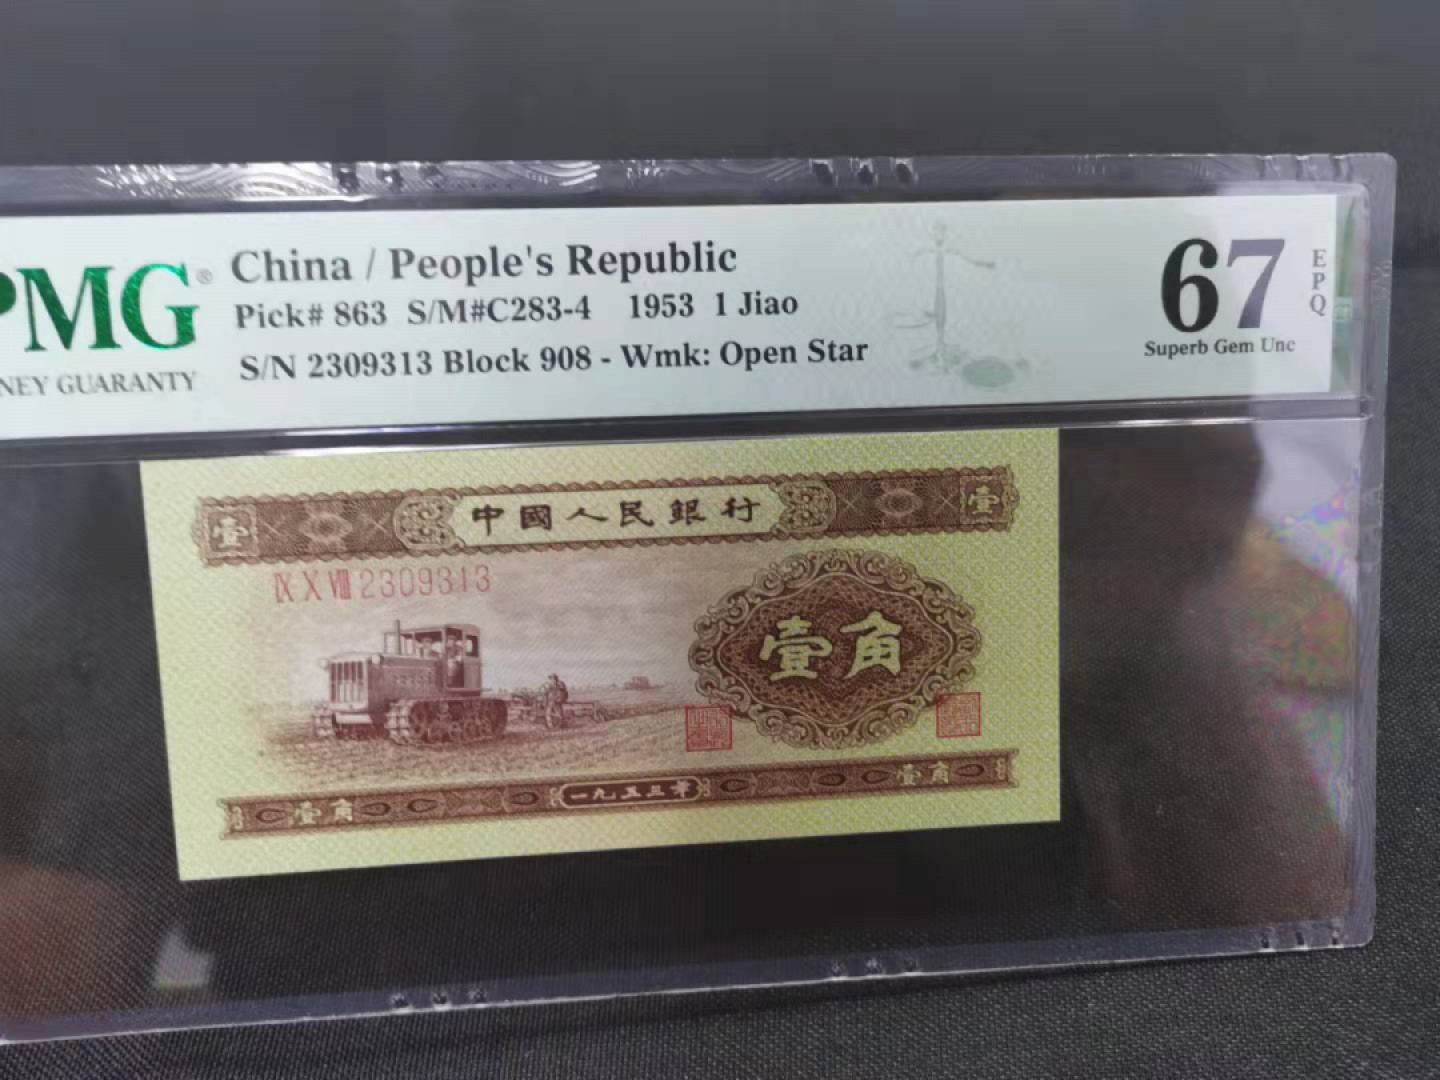 PMG®
China / People's Republic
Pick# 863 S/M#C283-4 1953 1 Jiao
S/N 2309313 Block 908 - Wmk: Open Star
NEY GUARANTY
67
EPQ
Superb Gem Unc
壹 中國人民銀行 壹
IX X VIII 2309313
壹角
壹角 一九五三年 壹角